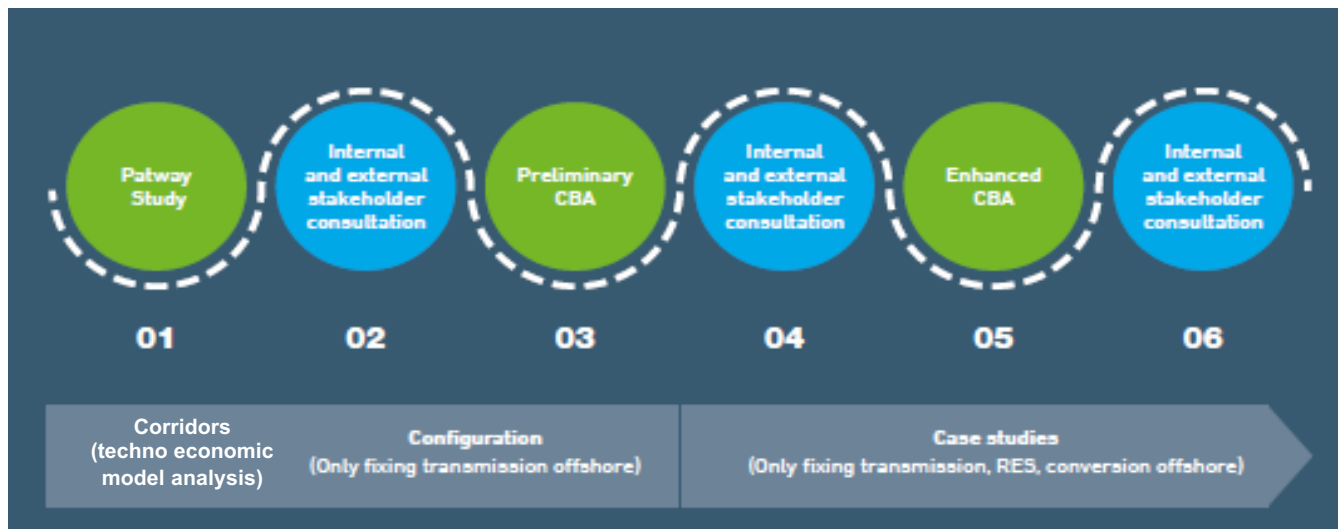 Patway
Study
Internal
and external
stakeholder
consultation
Preliminary
CBA
Internal
and external
stakeholder
consultation
Enhanced
CBA
Internal
and external
stakeholder
consultation
01
02
03
04
05
06
Corridors
(techno economic
model analysis)
Configuration
(Only fixing transmission offshore)
Case studies
(Only fixing transmission, RES, conversion offshore)